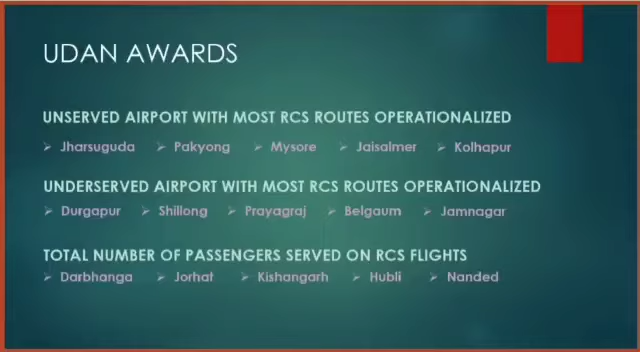 UDAN AWARDS
UNSERVED AIRPORT WITH MOST RCS ROUTES OPERATIONALIZED
➢ Jharsuguda ➢ Pakyong ➢ Mysore ➢ Jaisalmer ➢ Kolhapur
UNDERSERVED AIRPORT WITH MOST RCS ROUTES OPERATIONALIZED
➢ Durgapur ➢ Shillong ➢ Prayagraj ➢ Belgaum ➢ Jamnagar
TOTAL NUMBER OF PASSENGERS SERVED ON RCS FLIGHTS
➢ Darbhanga ➢ Jorhat ➢ Kishangarh ➢ Hubli ➢ Nanded